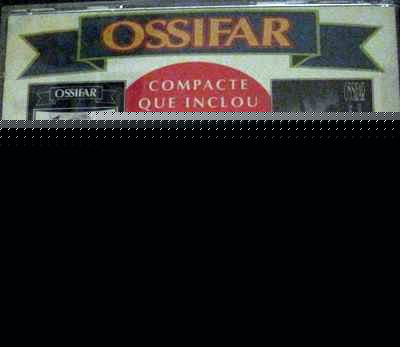 OSSIFAR
COMPACTE
QUE INCLOU
OSSIFAR